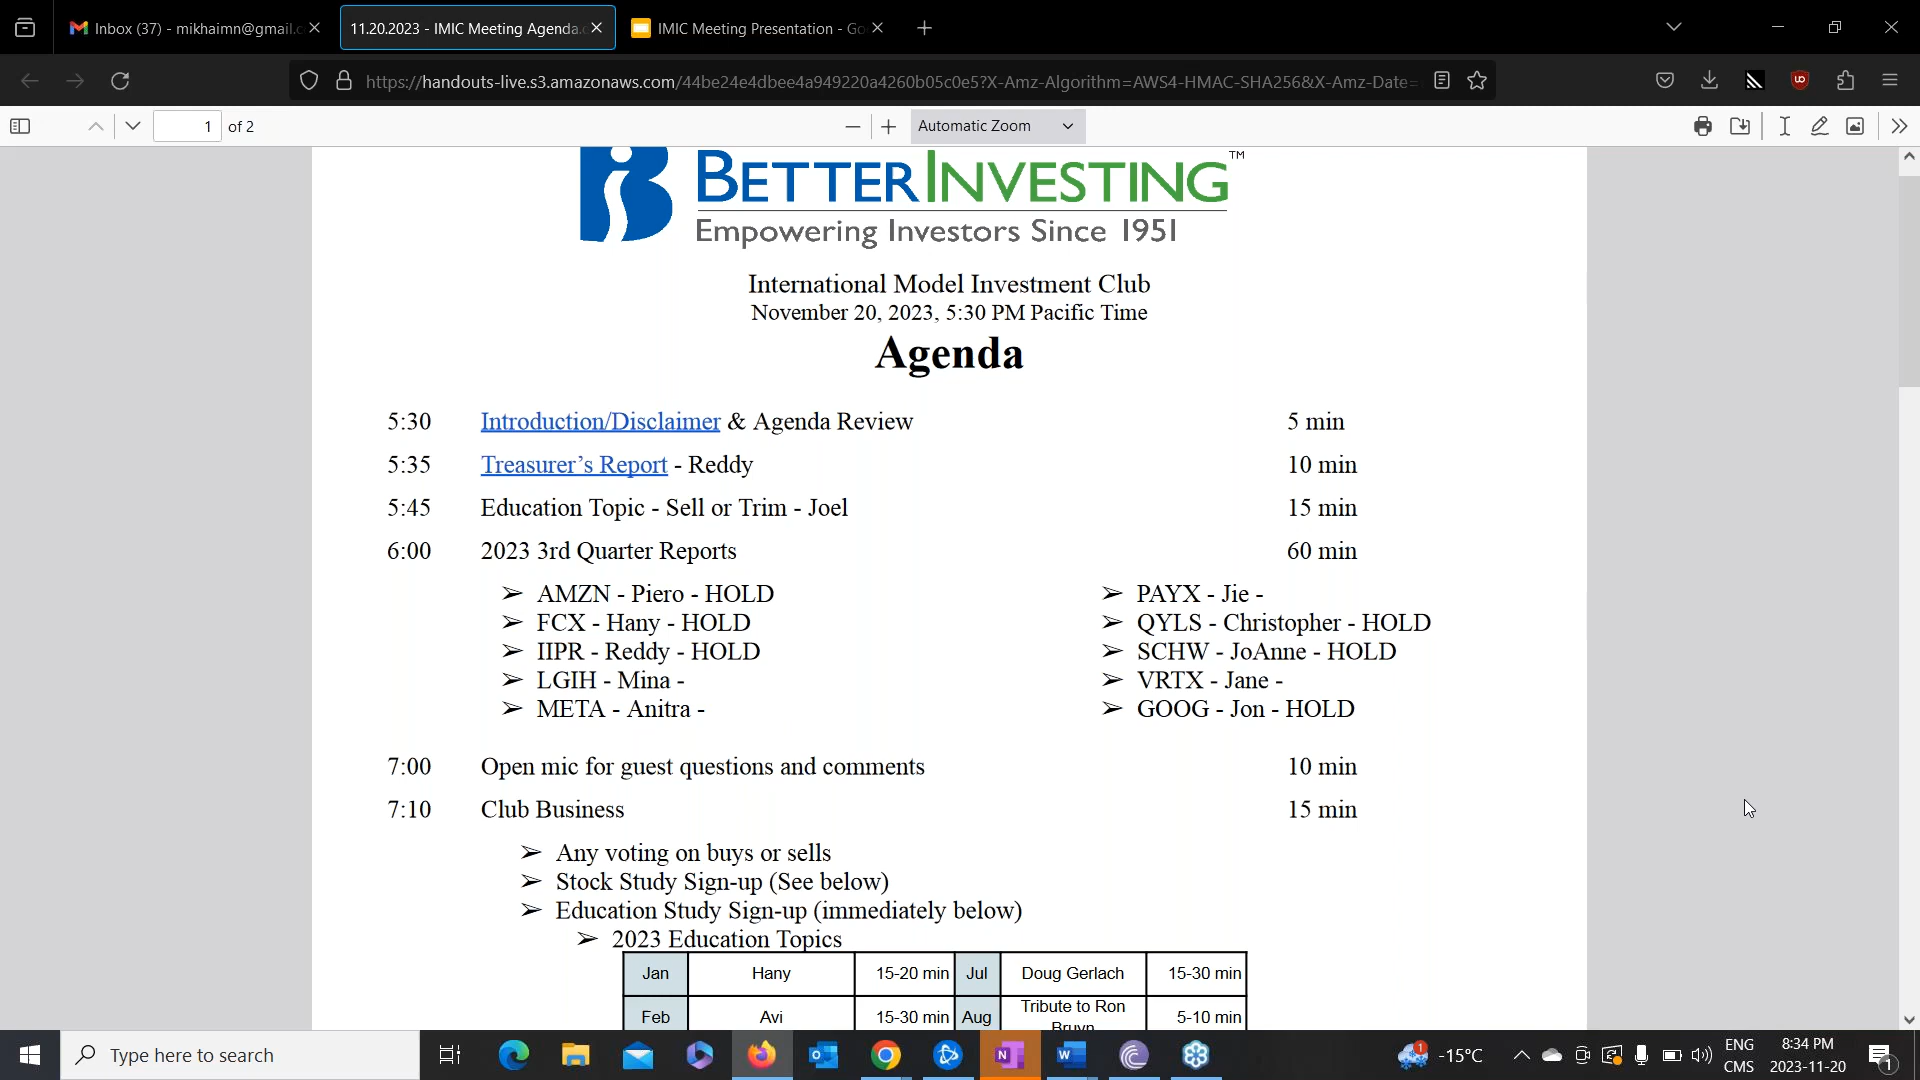 Inbox (37) - mikhaimn@gmail.c
11.20.2023 - IMIC Meeting Agenda.
IMIC Meeting Presentation - Go
https://handouts-live.s3.amazonaws.com/44be24e4dbee4a949220a4260b05c0e5?X-Amz-Algorithm=AWS4-HMAC-SHA256&X-Amz-Date=
1 of 2
Automatic Zoom
BETTERINVESTING™
Empowering Investors Since 1951
International Model Investment Club
November 20, 2023, 5:30 PM Pacific Time
Agenda
5:30 Introduction/Disclaimer & Agenda Review 5 min
5:35 Treasurer’s Report - Reddy 10 min
5:45 Education Topic - Sell or Trim - Joel 15 min
6:00 2023 3rd Quarter Reports 60 min
➢ AMZN - Piero - HOLD
➢ FCX - Hany - HOLD
➢ IIPR - Reddy - HOLD
➢ LGIH - Mina -
➢ META - Anitra -
➢ PAYX - Jie -
➢ QYLS - Christopher - HOLD
➢ SCHW - JoAnne - HOLD
➢ VRTX - Jane -
➢ GOOG - Jon - HOLD
7:00 Open mic for guest questions and comments 10 min
7:10 Club Business 15 min
➢ Any voting on buys or sells
➢ Stock Study Sign-up (See below)
➢ Education Study Sign-up (immediately below)
➢ 2023 Education Topics
Jan Hany 15-20 min Jul Doug Gerlach 15-30 min
Feb Avi 15-30 min Aug Tribute to Ron Bruyn 5-10 min
Type here to search
-15°C
ENG
CMS
8:34 PM
2023-11-20
1